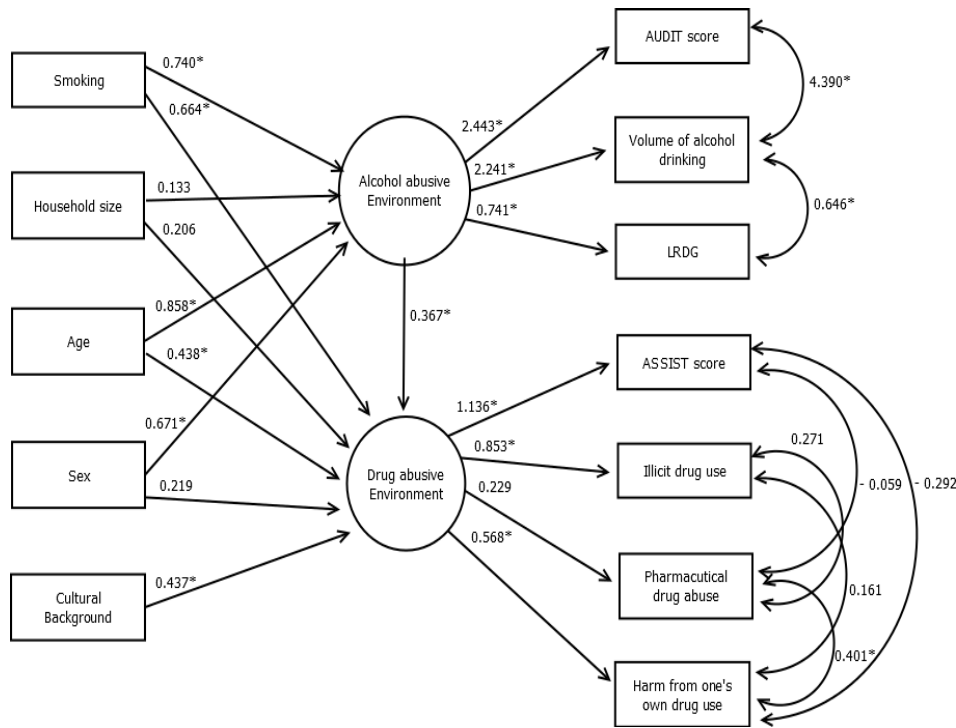 AUDIT score
Smoking
0.740*
0.664*
4.390*
2.443*
Volume of alcohol
drinking
2.241*
Alcohol abusive
Environment
Household size
0.133
0.206
0.741*
0.646*
LRDG
0.858*
0.367*
Age
0.438*
ASSIST score
1.136*
0.671*
0.853*
0.271
Sex
0.219
Drug abusive
Environment
0.229
Illicit drug use
- 0.059
- 0.292
0.568*
0.437*
Cultural
Background
Pharmacutical
drug abuse
0.161
0.401*
Harm from one's
own drug use